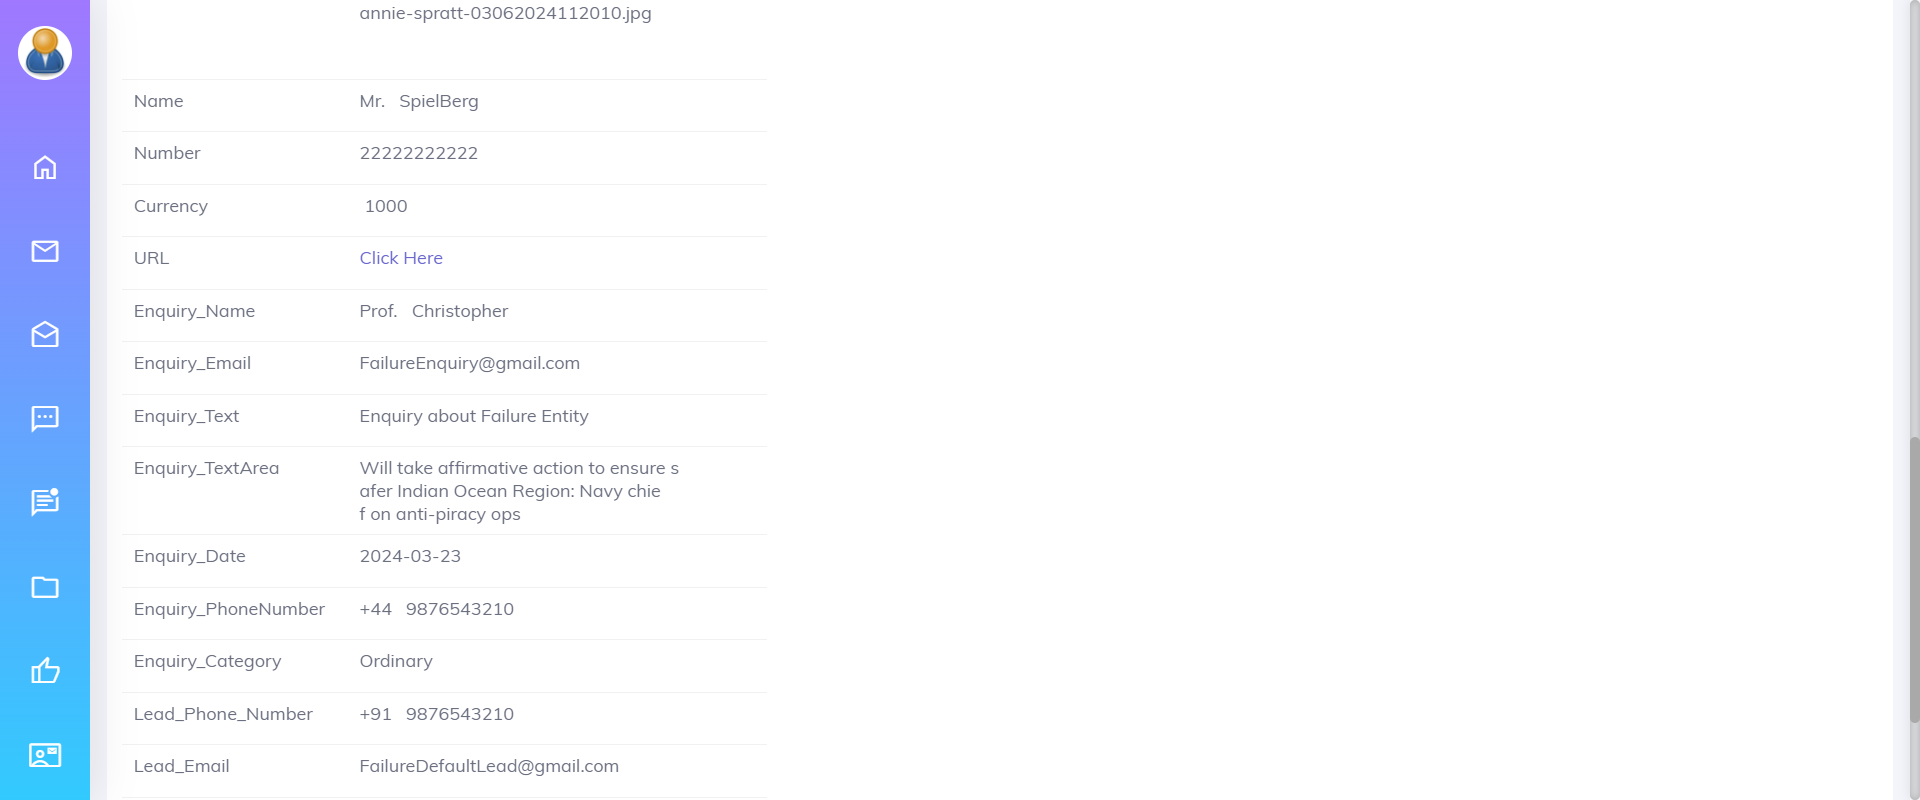 annie-spratt-03062024112010.jpg
Name Mr. SpielBerg
Number 22222222222
Currency 1000
URL Click Here
Enquiry_Name Prof. Christopher
Enquiry_Email FailureEnquiry@gmail.com
Enquiry_Text Enquiry about Failure Entity
Enquiry_TextArea Will take affirmative action to ensure s
afer Indian Ocean Region: Navy chie
f on anti-piracy ops
Enquiry_Date 2024-03-23
Enquiry_PhoneNumber +44 9876543210
Enquiry_Category Ordinary
Lead_Phone_Number +91 9876543210
Lead_Email FailureDefaultLead@gmail.com